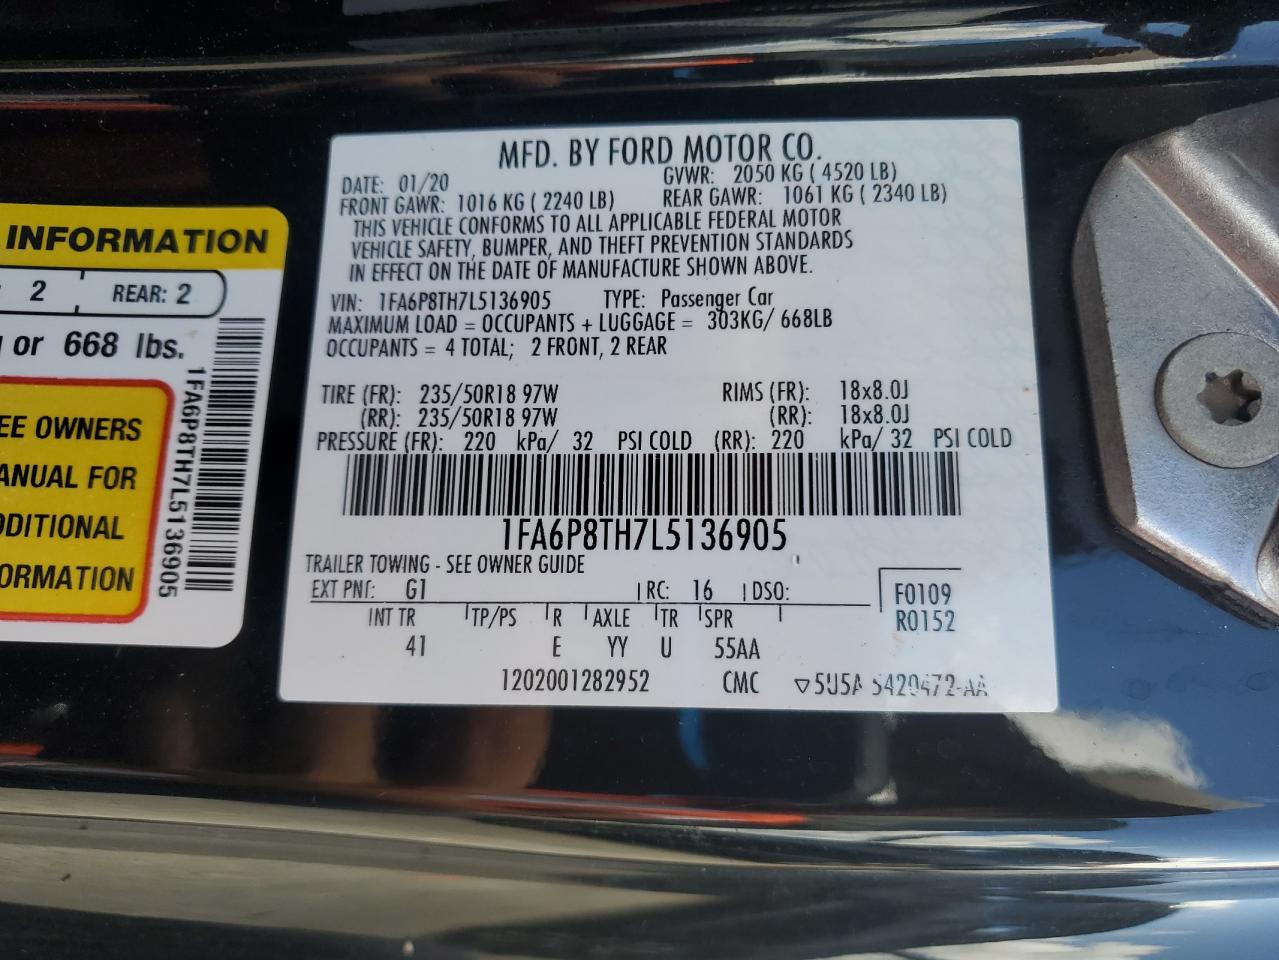 INFORMATION
2 REAR: 2
or 668 lbs.
EE OWNERS
ANUAL FOR
DDITIONAL
ORMATION
1FA6P8TH7L5136905
MFD. BY FORD MOTOR CO.
DATE: 01/20 GVWR: 2050 KG ( 4520 LB)
FRONT GAWR: 1016 KG ( 2240 LB) REAR GAWR: 1061 KG ( 2340 LB)
THIS VEHICLE CONFORMS TO ALL APPLICABLE FEDERAL MOTOR
VEHICLE SAFETY, BUMPER, AND THEFT PREVENTION STANDARDS
IN EFFECT ON THE DATE OF MANUFACTURE SHOWN ABOVE.
VIN: 1FA6P8TH7L5136905 TYPE: Passenger Car
MAXIMUM LOAD = OCCUPANTS + LUGGAGE = 303KG/ 668LB
OCCUPANTS = 4 TOTAL; 2 FRONT, 2 REAR
TIRE (FR): 235/50R18 97W RIMS (FR): 18x8.0J
(RR): 235/50R18 97W (RR): 18x8.0J
PRESSURE (FR): 220 kPa/ 32 PSI COLD (RR): 220 kPa/ 32 PSI COLD
1FA6P8TH7L5136905
TRAILER TOWING - SEE OWNER GUIDE
EXT PNT: G1 RC: 16 DSO: F0109
INT TR TP/PS R AXLE TR SPR R0152
41 E YY U 55AA
1202001282952 CMC ▽5U5A S420472-AA